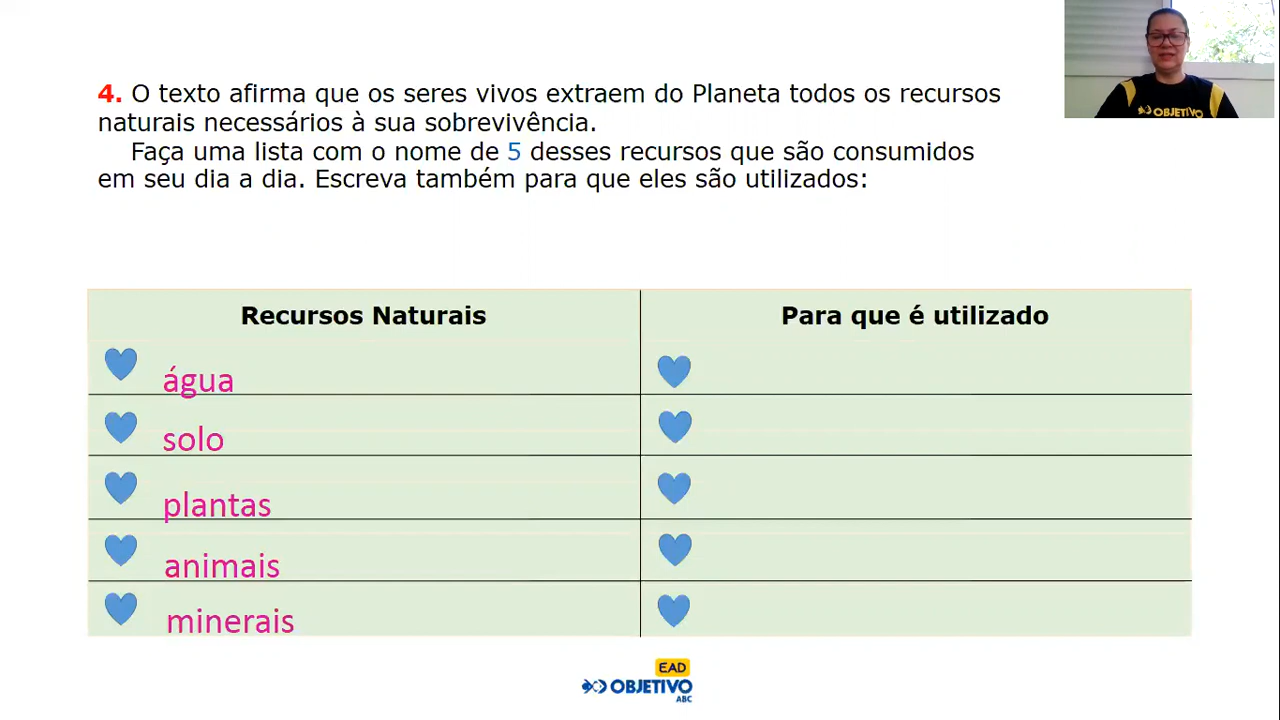 4. O texto afirma que os seres vivos extraem do Planeta todos os recursos
naturais necessários à sua sobrevivência.
Faça uma lista com o nome de 5 desses recursos que são consumidos
em seu dia a dia. Escreva também para que eles são utilizados:
OBJETIVO
Recursos Naturais
Para que é utilizado
água
solo
plantas
animais
minerais
EAD
OBJETIVO
ABC